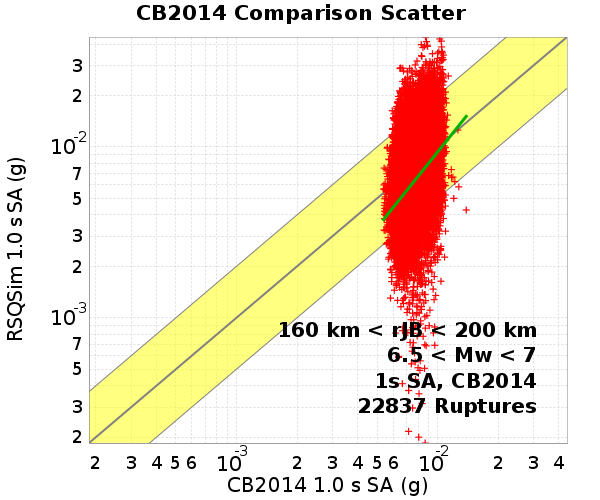 CB2014 Comparison Scatter
RSQSim 1.0 s SA (g)
3
2
10-2
7
5
3
2
10-3
7
5
3
2
160 km < rJB < 200 km
6.5 < Mw < 7
1s SA, CB2014
22837 Ruptures
2 3 4 5 6 10-3 2 3 4 5 6 10-2 2 3 4
CB2014 1.0 s SA (g)